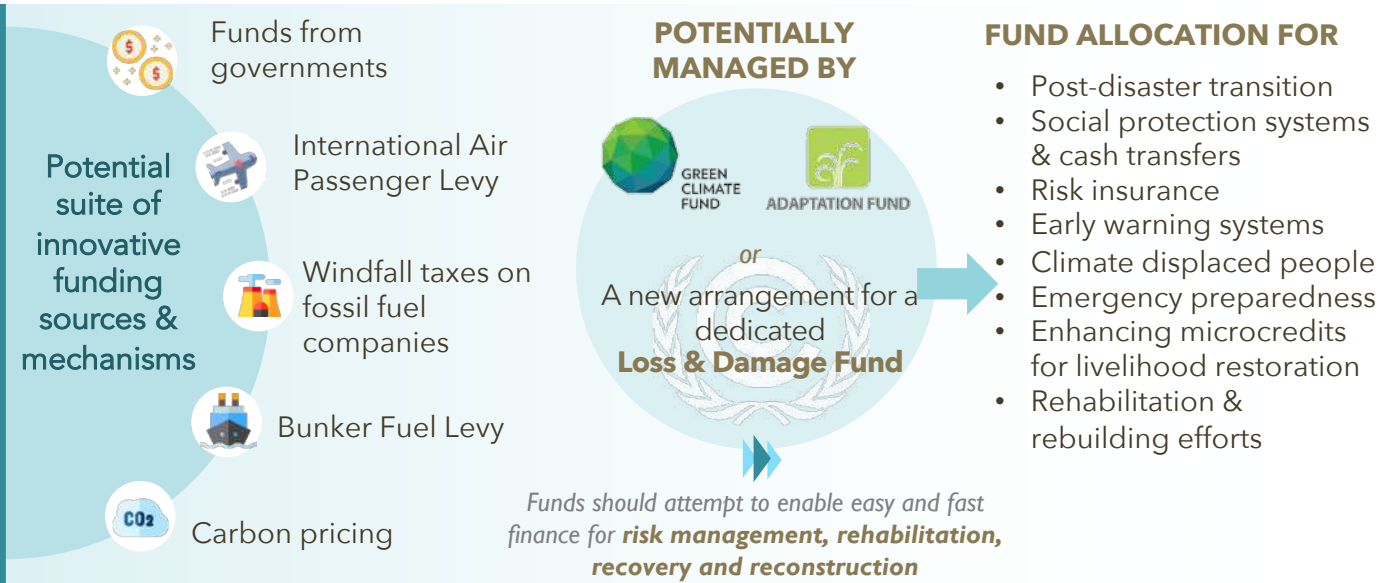 Potential
suite of
innovative
funding
sources &
mechanisms
Funds from
governments
International Air
Passenger Levy
Windfall taxes on
fossil fuel
companies
Bunker Fuel Levy
CO2
Carbon pricing
POTENTIALLY
MANAGED BY
GREEN
CLIMATE
FUND
ADAPTATION FUND
or
A new arrangement for a
dedicated
Loss & Damage Fund
Funds should attempt to enable easy and fast
finance for risk management, rehabilitation,
recovery and reconstruction
FUND ALLOCATION FOR
• Post-disaster transition
• Social protection systems
& cash transfers
• Risk insurance
• Early warning systems
• Climate displaced people
• Emergency preparedness
• Enhancing microcredits
for livelihood restoration
• Rehabilitation &
rebuilding efforts